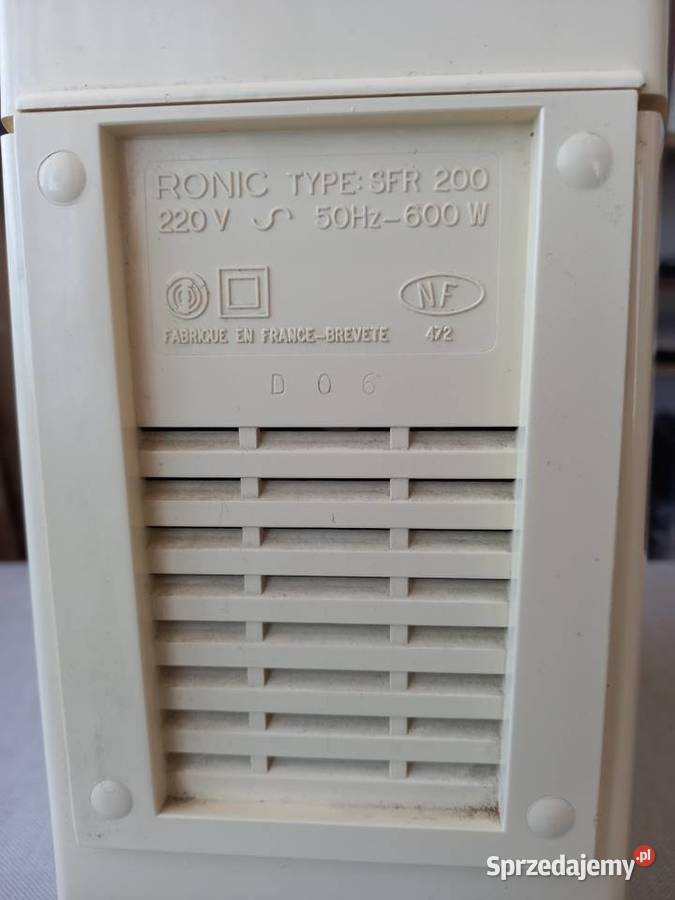 RONIC TYPE: SFR 200
220 V ∿ 50Hz-600 W
NF
FABRIQUE EN FRANCE-BREVETE 472
D 0 6
Sprzedajemy.pl